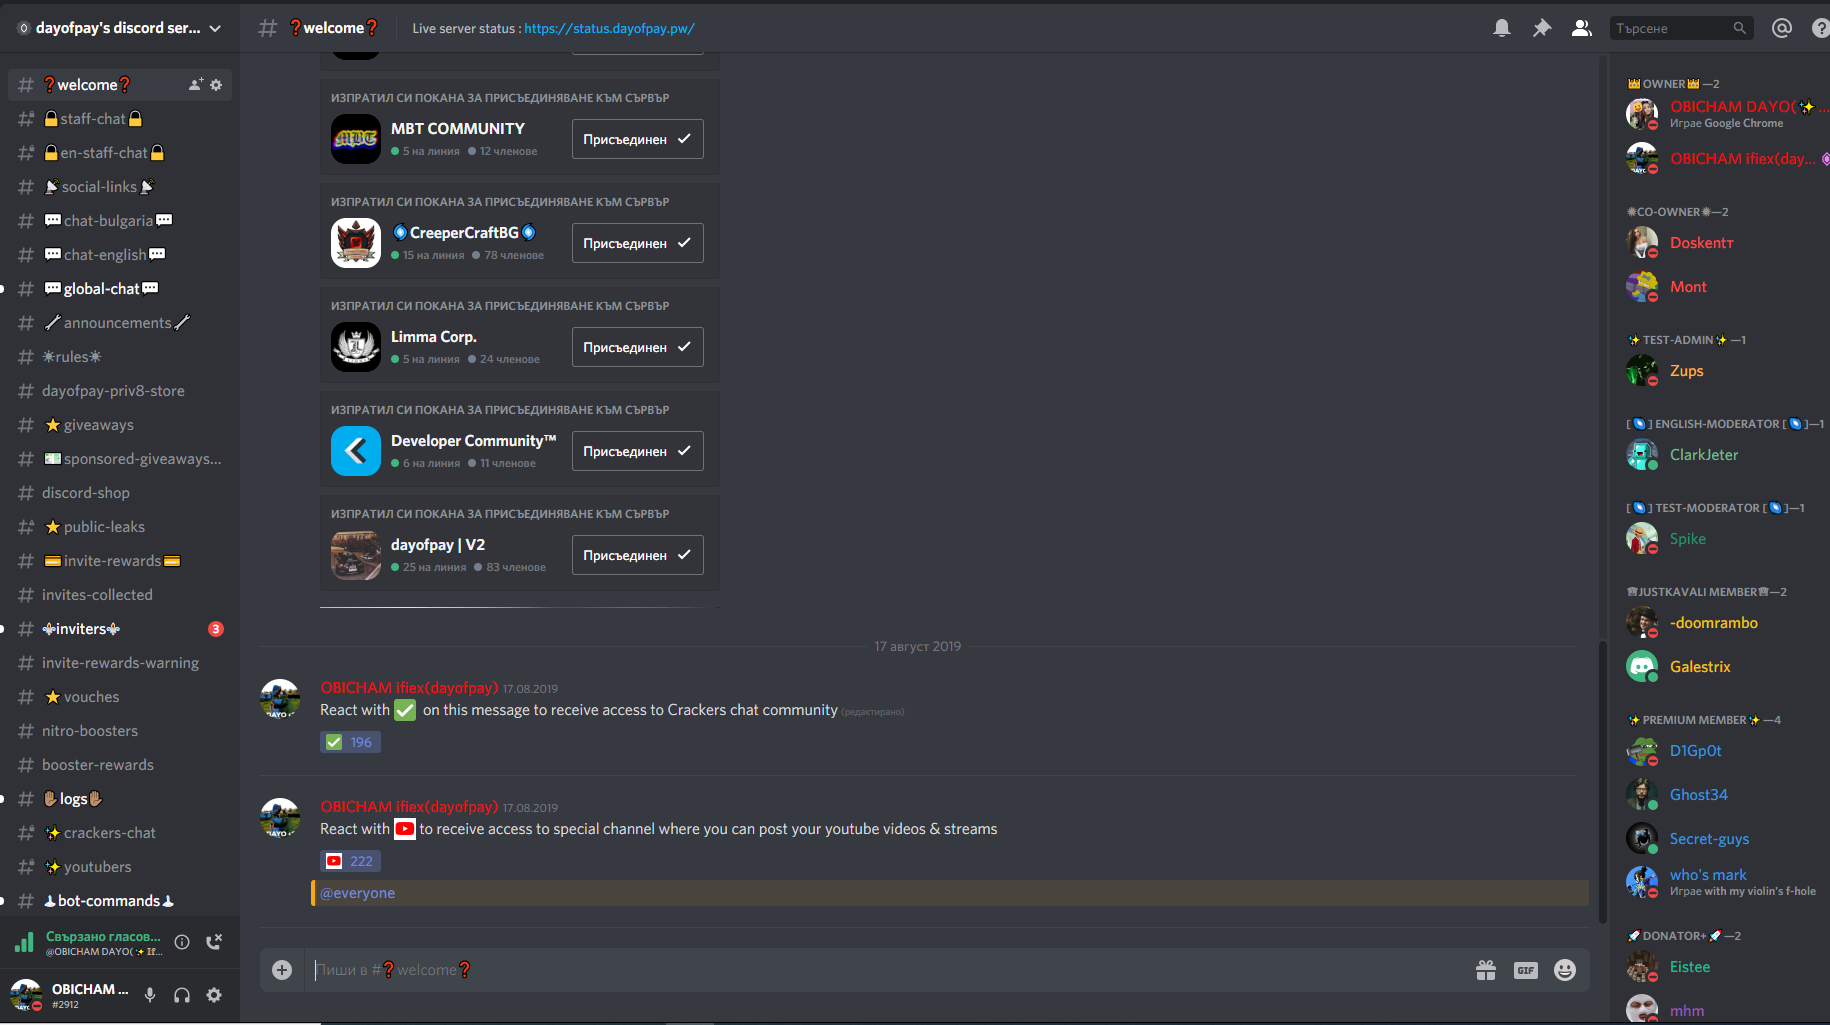 dayofpay's discord ser...
❓welcome❓
Live server status : https://status.dayofpay.pw/
Търсене
❓welcome❓
🔒staff-chat🔒
🔒en-staff-chat🔒
📡social-links📡
💬chat-bulgaria💬
💬chat-english💬
💬global-chat💬
🔧announcements🔧
☀rules☀
dayofpay-priv8-store
⭐giveaways
💵sponsored-giveaways...
discord-shop
⭐public-leaks
💳invite-rewards💳
invites-collected
⚜inviters⚜
3
invite-rewards-warning
⭐vouches
nitro-boosters
booster-rewards
✋🏽logs✋🏽
✨crackers-chat
✨youtubers
bot-commands
Свързано гласов...
@OBICHAM DAYO(✨ If...
OBICHAM ...
#2912
ИЗПРАТИЛ СИ ПОКАНА ЗА ПРИСЪЕДИНЯВАНЕ КЪМ СЪРВЪР
MBT
MBT COMMUNITY
5 на линия 12 членове
Присъединен
ИЗПРАТИЛ СИ ПОКАНА ЗА ПРИСЪЕДИНЯВАНЕ КЪМ СЪРВЪР
🧿CreeperCraftBG🧿
15 на линия 78 членове
Присъединен
ИЗПРАТИЛ СИ ПОКАНА ЗА ПРИСЪЕДИНЯВАНЕ КЪМ СЪРВЪР
Limma Corp.
5 на линия 24 членове
Присъединен
ИЗПРАТИЛ СИ ПОКАНА ЗА ПРИСЪЕДИНЯВАНЕ КЪМ СЪРВЪР
Developer Community™
6 на линия 11 членове
Присъединен
ИЗПРАТИЛ СИ ПОКАНА ЗА ПРИСЪЕДИНЯВАНЕ КЪМ СЪРВЪР
dayofpay | V2
25 на линия 83 членове
Присъединен
17 август 2019
OBICHAM ifiex(dayofpay) 17.08.2019
React with ✅ on this message to receive access to Crackers chat community (редактирано)
✅ 196
OBICHAM ifiex(dayofpay) 17.08.2019
React with to receive access to special channel where you can post your youtube videos & streams
222
@everyone
Пиши в #❓welcome❓
GIF
👑OWNER👑—2
OBICHAM DAYO(✨ ...
Играе Google Chrome
OBICHAM ifiex(day...
✹CO-OWNER✹—2
Doskentт
Mont
✨TEST-ADMIN✨—1
Zups
[🌀] ENGLISH-MODERATOR [🌀]—1
ClarkJeter
[🌀] TEST-MODERATOR [🌀]—1
Spike
JUSTKAVALI MEMBER—2
-doomrambo
Galestrix
✨PREMIUM MEMBER✨—4
D1Gp0t
Ghost34
Secret-guys
who's mark
Играе with my violin's f-hole
🚀DONATOR+🚀—2
Eistee
mhm